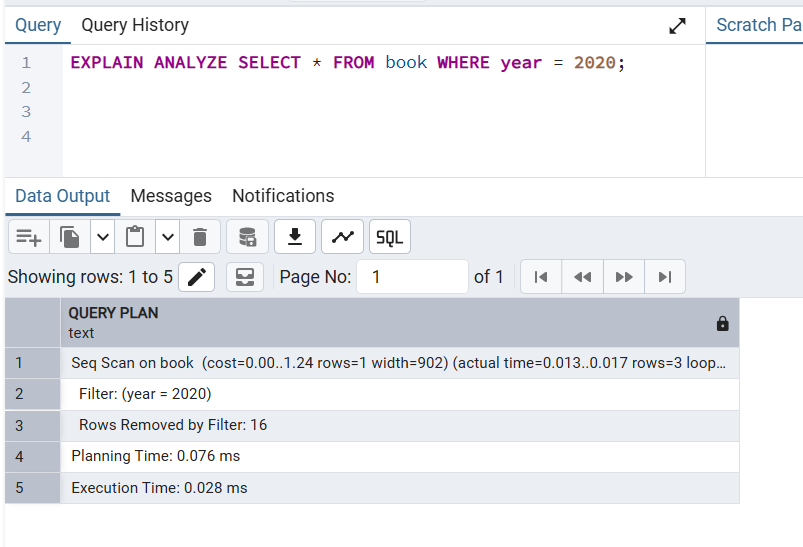 Query Query History Scratch Pa
1 EXPLAIN ANALYZE SELECT * FROM book WHERE year = 2020;
2
3
4
Data Output Messages Notifications
SQL
Showing rows: 1 to 5 Page No: 1 of 1
QUERY PLAN
text
1 Seq Scan on book (cost=0.00..1.24 rows=1 width=902) (actual time=0.013..0.017 rows=3 loop...
2 Filter: (year = 2020)
3 Rows Removed by Filter: 16
4 Planning Time: 0.076 ms
5 Execution Time: 0.028 ms